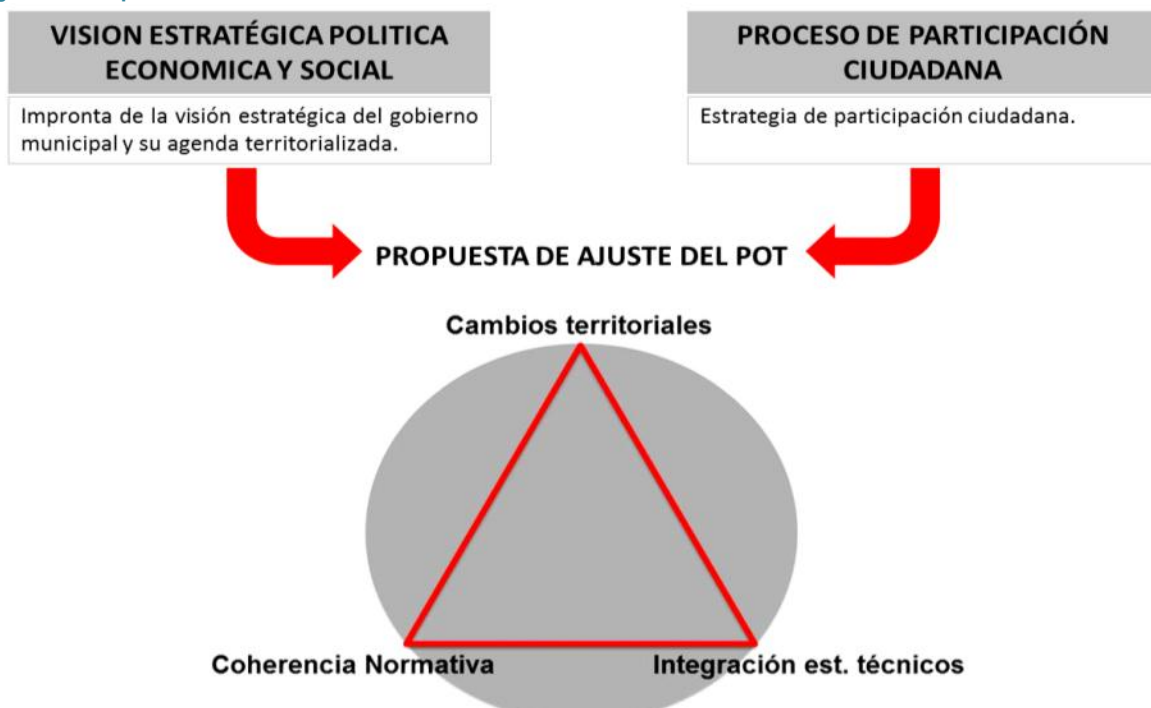 VISION ESTRATÉGICA POLITICA
ECONOMICA Y SOCIAL
Impronta de la visión estratégica del gobierno
municipal y su agenda territorializada.
PROCESO DE PARTICIPACIÓN
CIUDADANA
Estrategia de participación ciudadana.
PROPUESTA DE AJUSTE DEL POT
Cambios territoriales
Coherencia Normativa
Integración est. técnicos